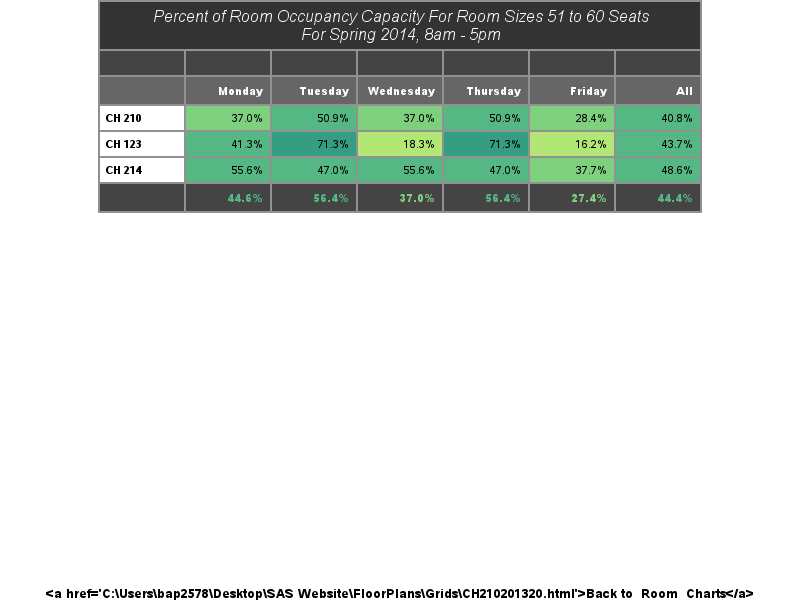 Percent of Room Occupancy Capacity For Room Sizes 51 to 60 Seats
For Spring 2014, 8am - 5pm
Monday Tuesday Wednesday Thursday Friday All
CH 210 37.0% 50.9% 37.0% 50.9% 28.4% 40.8%
CH 123 41.3% 71.3% 18.3% 71.3% 16.2% 43.7%
CH 214 55.6% 47.0% 55.6% 47.0% 37.7% 48.6%
44.6% 56.4% 37.0% 56.4% 27.4% 44.4%
<a href='C:\Users\bap2578\Desktop\SAS Website\FloorPlans\Grids\CH210201320.html'>Back to Room Charts</a>